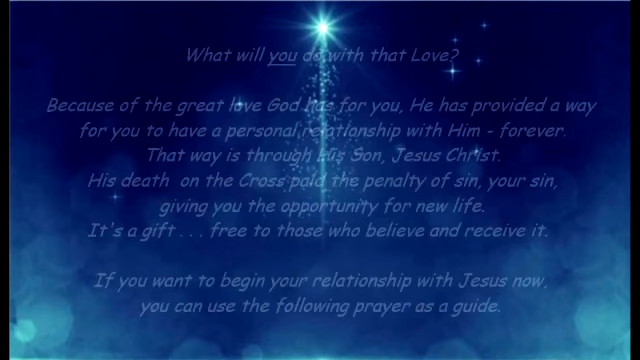 What will you do with that Love?
Because of the great love God has for you, He has provided a way
for you to have a personal relationship with Him - forever.
That way is through His Son, Jesus Christ.
His death on the Cross paid the penalty of sin, your sin,
giving you the opportunity for new life.
It's a gift . . . free to those who believe and receive it.
If you want to begin your relationship with Jesus now,
you can use the following prayer as a guide.